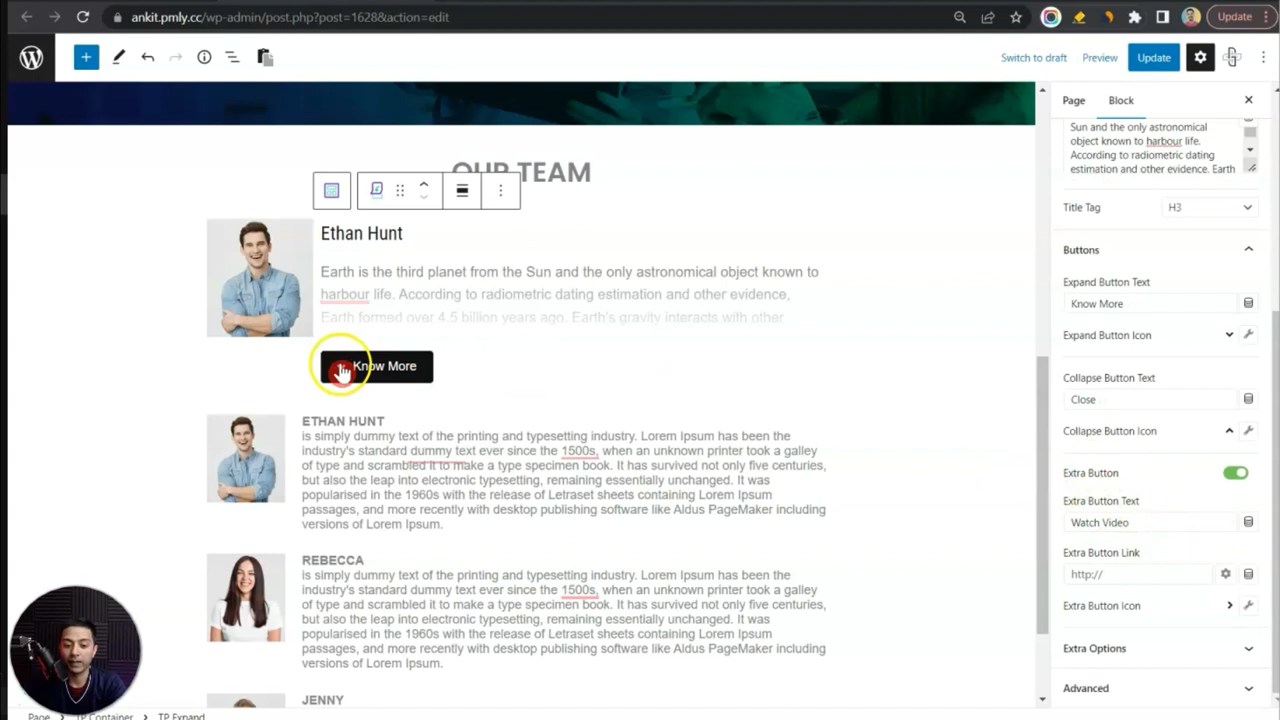 ankit.pmly.cc/wp-admin/post.php?post=1628&action=edit
Update
Switch to draft
Preview
Update
Page
Block
OUR TEAM
Ethan Hunt
Earth is the third planet from the Sun and the only astronomical object known to
harbour life. According to radiometric dating estimation and other evidence,
Earth formed over 4.5 billion years ago. Earth's gravity interacts with other
Know More
ETHAN HUNT
is simply dummy text of the printing and typesetting industry. Lorem Ipsum has been the
industry's standard dummy text ever since the 1500s, when an unknown printer took a galley
of type and scrambled it to make a type specimen book. It has survived not only five centuries,
but also the leap into electronic typesetting, remaining essentially unchanged. It was
popularised in the 1960s with the release of Letraset sheets containing Lorem Ipsum
passages, and more recently with desktop publishing software like Aldus PageMaker including
versions of Lorem Ipsum.
REBECCA
is simply dummy text of the printing and typesetting industry. Lorem Ipsum has been the
industry's standard dummy text ever since the 1500s, when an unknown printer took a galley
of type and scrambled it to make a type specimen book. It has survived not only five centuries,
but also the leap into electronic typesetting, remaining essentially unchanged. It was
popularised in the 1960s with the release of Letraset sheets containing Lorem Ipsum
passages, and more recently with desktop publishing software like Aldus PageMaker including
versions of Lorem Ipsum.
JENNY
Page
TP Container
TP Expand
Sun and the only astronomical
object known to harbour life.
According to radiometric dating
estimation and other evidence. Earth
Title Tag
H3
Buttons
Expand Button Text
Know More
Expand Button Icon
Collapse Button Text
Close
Collapse Button Icon
Extra Button
Extra Button Text
Watch Video
Extra Button Link
http://
Extra Button Icon
Extra Options
Advanced